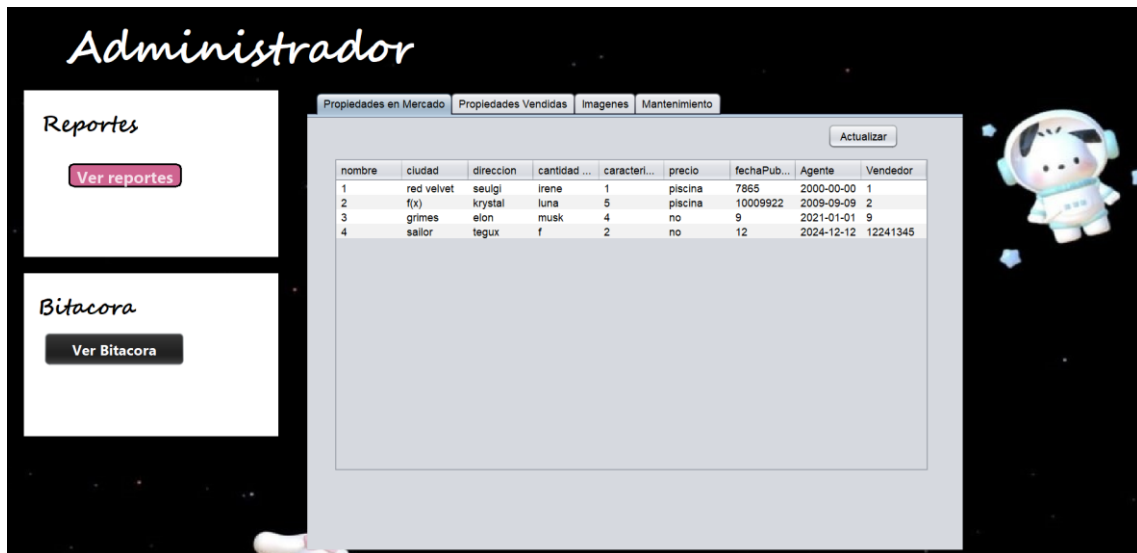 Administrador
Reportes
Ver reportes
Bitacora
Ver Bitacora
Propiedades en Mercado Propiedades Vendidas Imagenes Mantenimiento
Actualizar
nombre ciudad direccion cantidad ... caracteri... precio fechaPub... Agente Vendedor
1 red velvet seulgi irene 1 piscina 7865 2000-00-00 1
2 f(x) krystal luna 5 piscina 10009922 2009-09-09 2
3 grimes elon musk 4 no 9 2021-01-01 9
4 sailor tegux f 2 no 12 2024-12-12 12241345